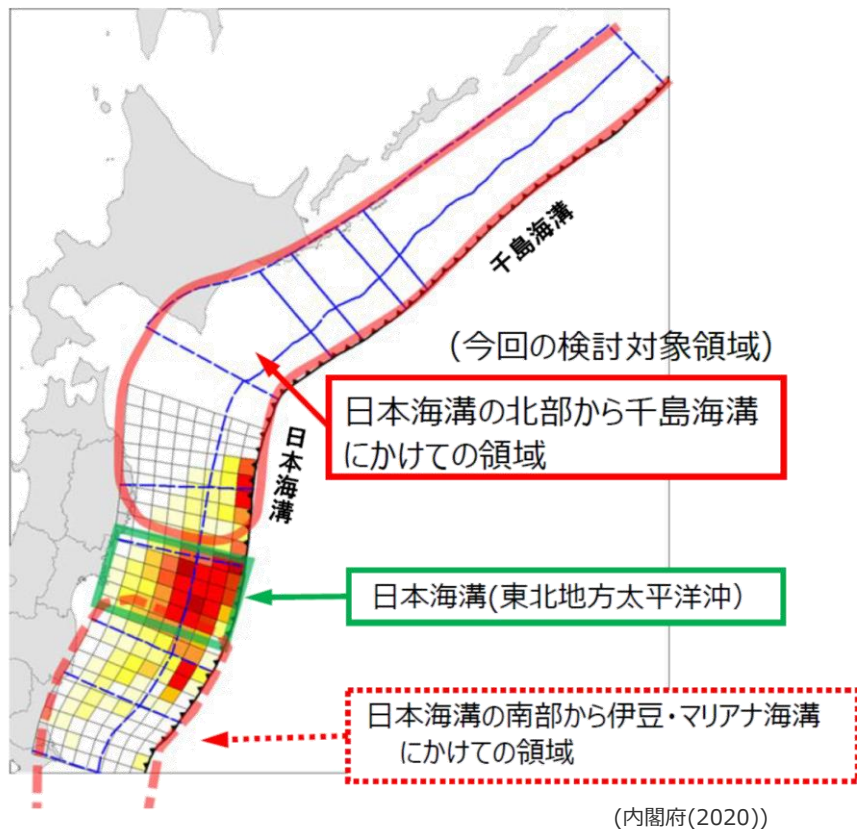 千島海溝
(今回の検討対象領域)
日本海溝の北部から千島海溝
にかけての領域
日本海溝
日本海溝(東北地方太平洋沖)
日本海溝の南部から伊豆・マリアナ海溝
にかけての領域
(内閣府(2020))